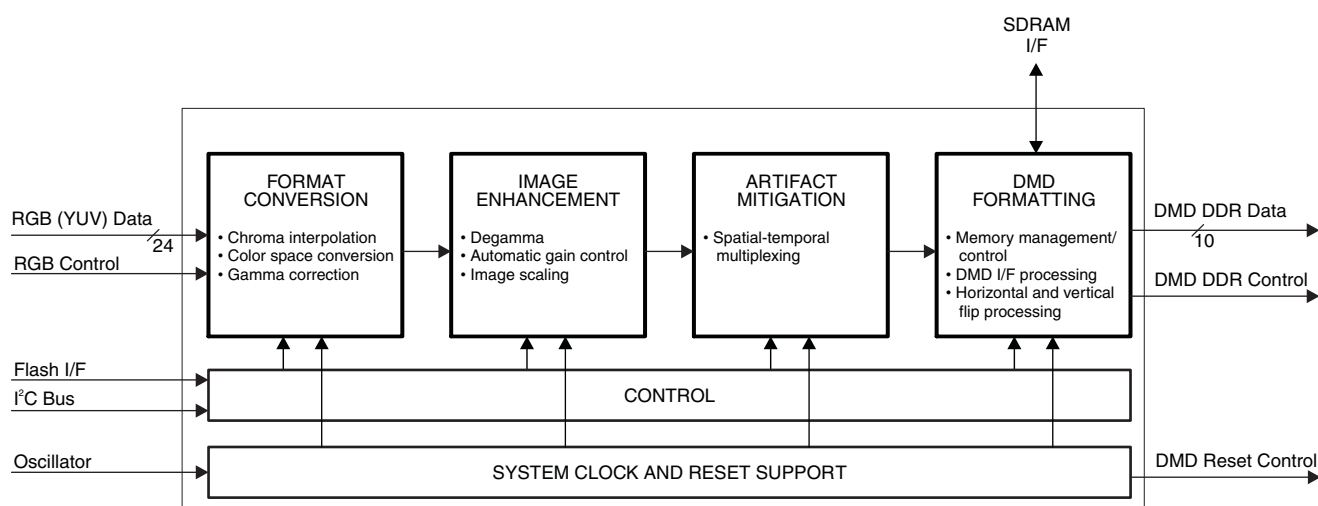 SDRAM
I/F
FORMAT
CONVERSION
• Chroma interpolation
• Color space conversion
• Gamma correction
IMAGE
ENHANCEMENT
• Degamma
• Automatic gain control
• Image scaling
ARTIFACT
MITIGATION
• Spatial-temporal
multiplexing
DMD
FORMATTING
• Memory management/
control
• DMD I/F processing
• Horizontal and vertical
flip processing
RGB (YUV) Data
24
RGB Control
DMD DDR Data
10
DMD DDR Control
Flash I/F
I²C Bus
CONTROL
Oscillator
SYSTEM CLOCK AND RESET SUPPORT
DMD Reset Control